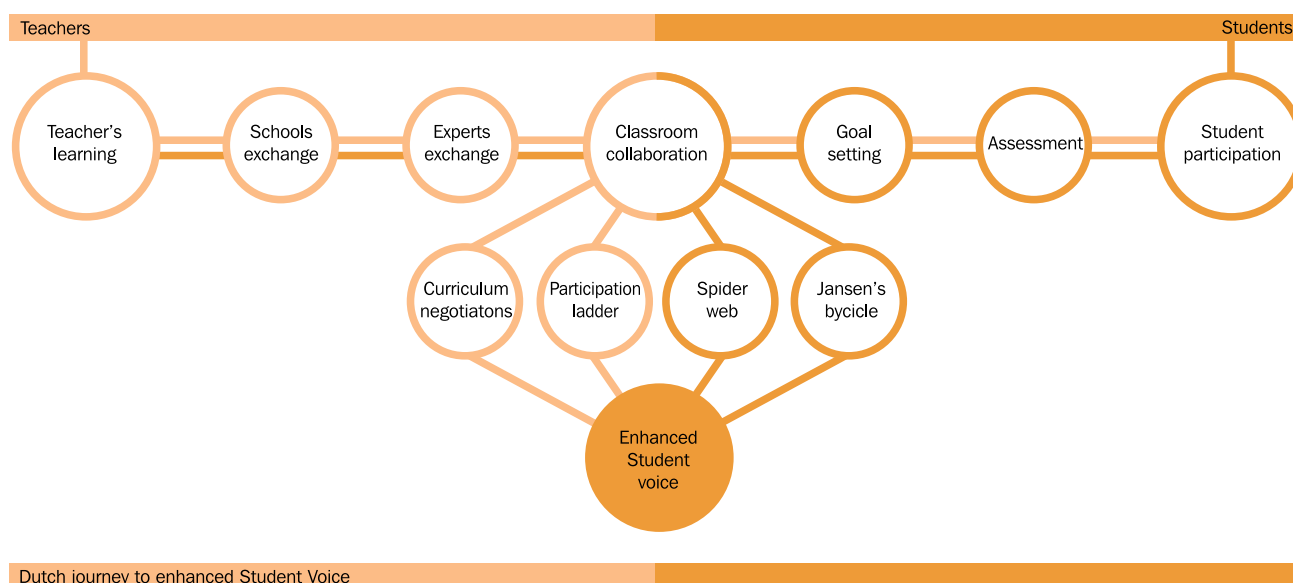 Teachers
Students
Teacher's
learning
Schools
exchange
Experts
exchange
Classroom
collaboration
Goal
setting
Assessment
Student
participation
Curriculum
negotiatons
Participation
ladder
Spider
web
Jansen's
bycicle
Enhanced
Student
voice
Dutch journey to enhanced Student Voice